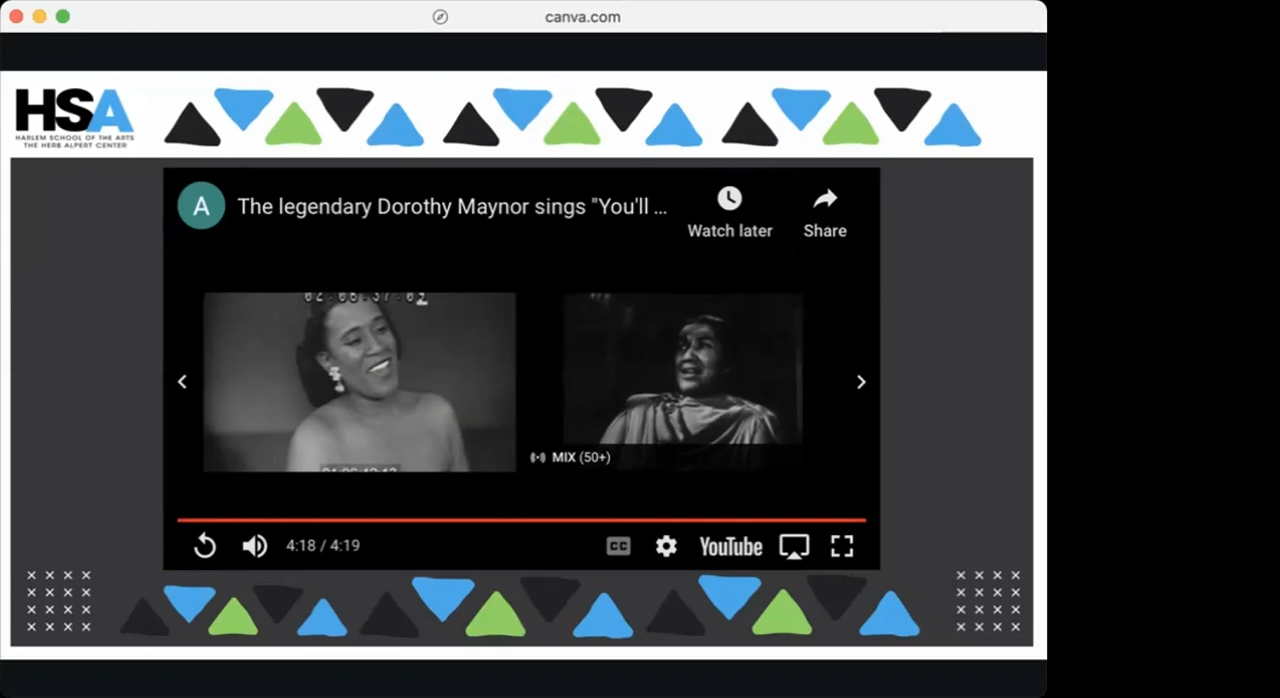 canva.com
HSA
HARLEM SCHOOL OF THE ARTS
THE HERB ALPERT CENTER
A
The legendary Dorothy Maynor sings "You'll ...
Watch later
Share
MIX (50+)
4:18 / 4:19
CC
YouTube